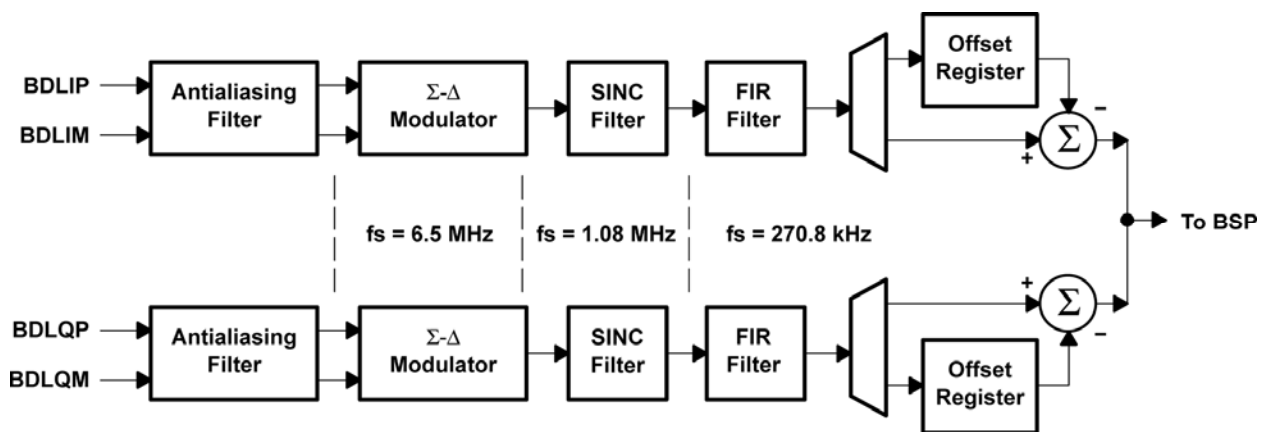 BDLIP
BDLIM
Antialiasing
Filter
Σ-Δ
Modulator
SINC
Filter
FIR
Filter
Offset
Register
−
+
Σ
fs = 6.5 MHz
fs = 1.08 MHz
fs = 270.8 kHz
To BSP
BDLQP
BDLQM
Antialiasing
Filter
Σ-Δ
Modulator
SINC
Filter
FIR
Filter
+
Σ
−
Offset
Register